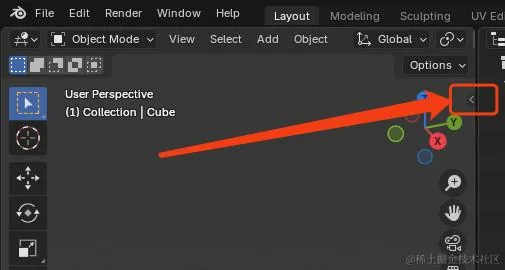 File Edit Render Window Help Layout Modeling Sculpting UV Edi
Object Mode View Select Add Object Global
Options
User Perspective
(1) Collection | Cube
Z
Y
X
@稀土掘金技术社区